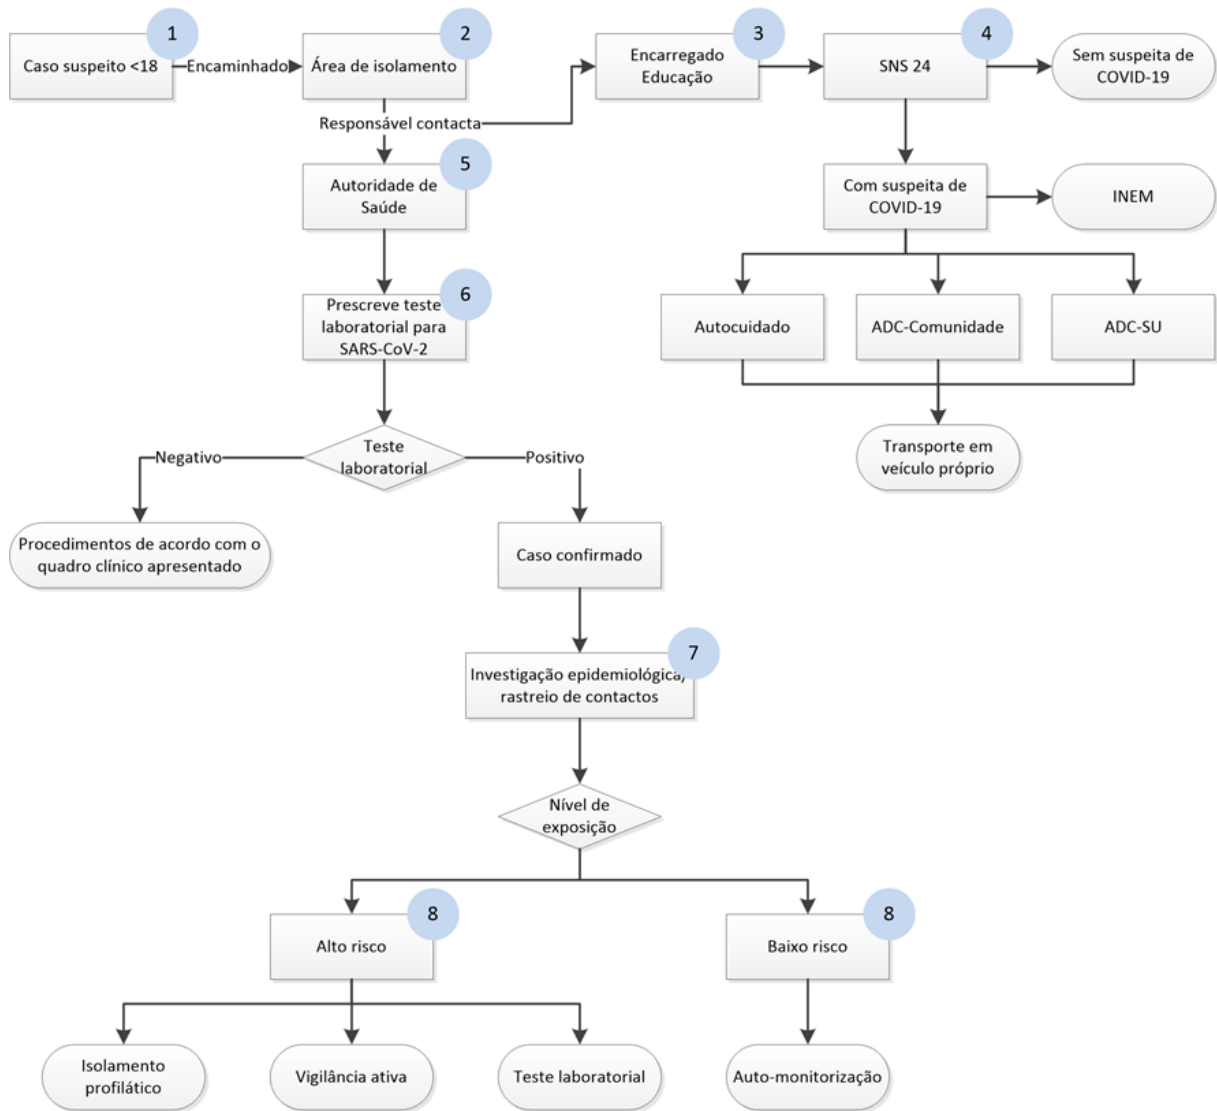 1
2
3
4
Caso suspeito <18
Encaminhado
Área de isolamento
Encarregado
Educação
SNS 24
Sem suspeita de
COVID-19
Responsável contacta
5
Autoridade de
Saúde
Com suspeita de
COVID-19
INEM
6
Prescreve teste
laboratorial para
SARS-CoV-2
Autocuidado
ADC-Comunidade
ADC-SU
Negativo
Teste
laboratorial
Positivo
Transporte em
veículo próprio
Procedimentos de acordo com o
quadro clínico apresentado
Caso confirmado
7
Investigação epidemiológica/
rastreio de contactos
Nível de
exposição
8
8
Alto risco
Baixo risco
Isolamento
profilático
Vigilância ativa
Teste laboratorial
Auto-monitorização